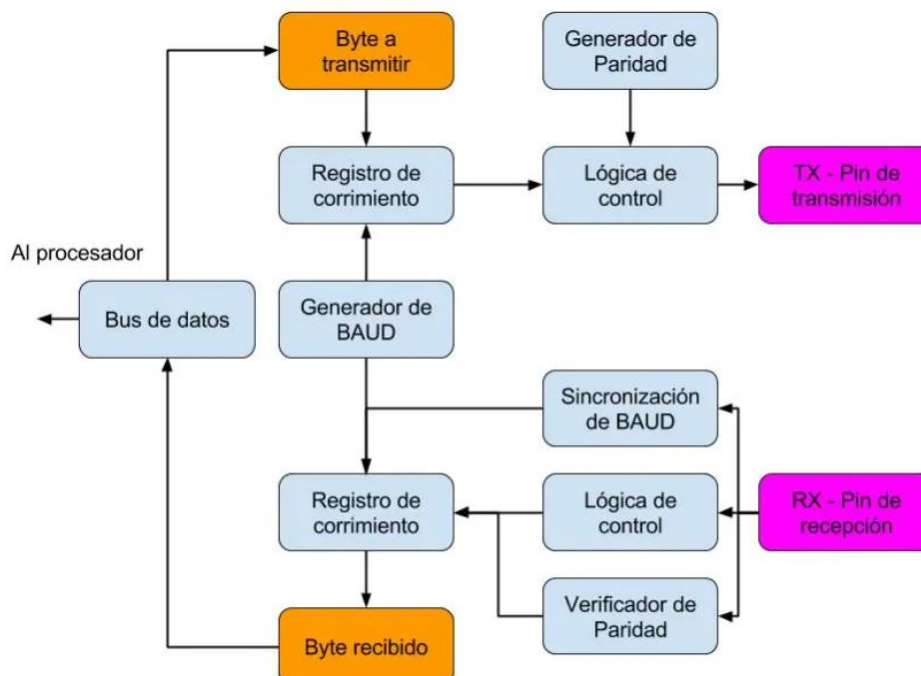 Byte a
transmitir
Generador de
Paridad
Registro de
corrimiento
Lógica de
control
TX - Pin de
transmisión
Al procesador
Bus de datos
Generador de
BAUD
Sincronización
de BAUD
Registro de
corrimiento
Lógica de
control
RX - Pin de
recepción
Byte recibido
Verificador de
Paridad